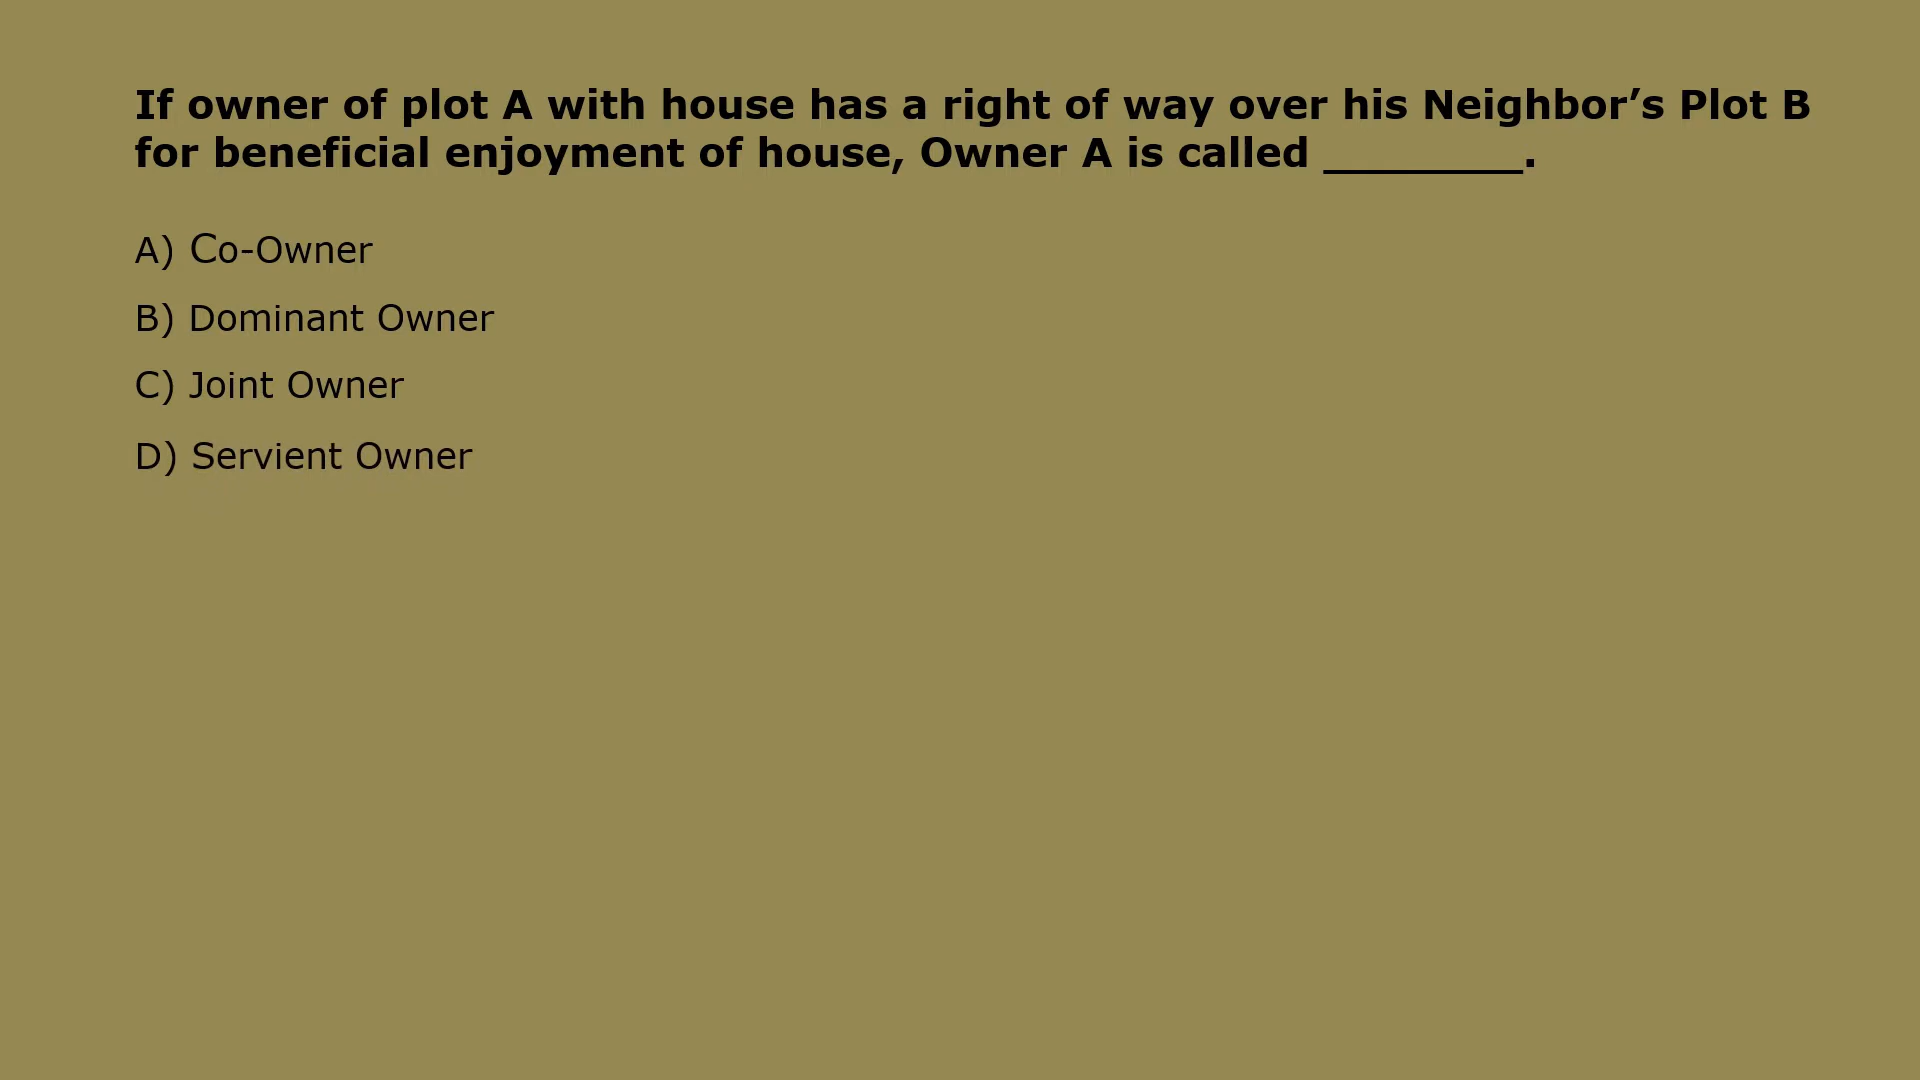 If owner of plot A with house has a right of way over his Neighbor’s Plot B
for beneficial enjoyment of house, Owner A is called __________.
A) Co-Owner
B) Dominant Owner
C) Joint Owner
D) Servient Owner